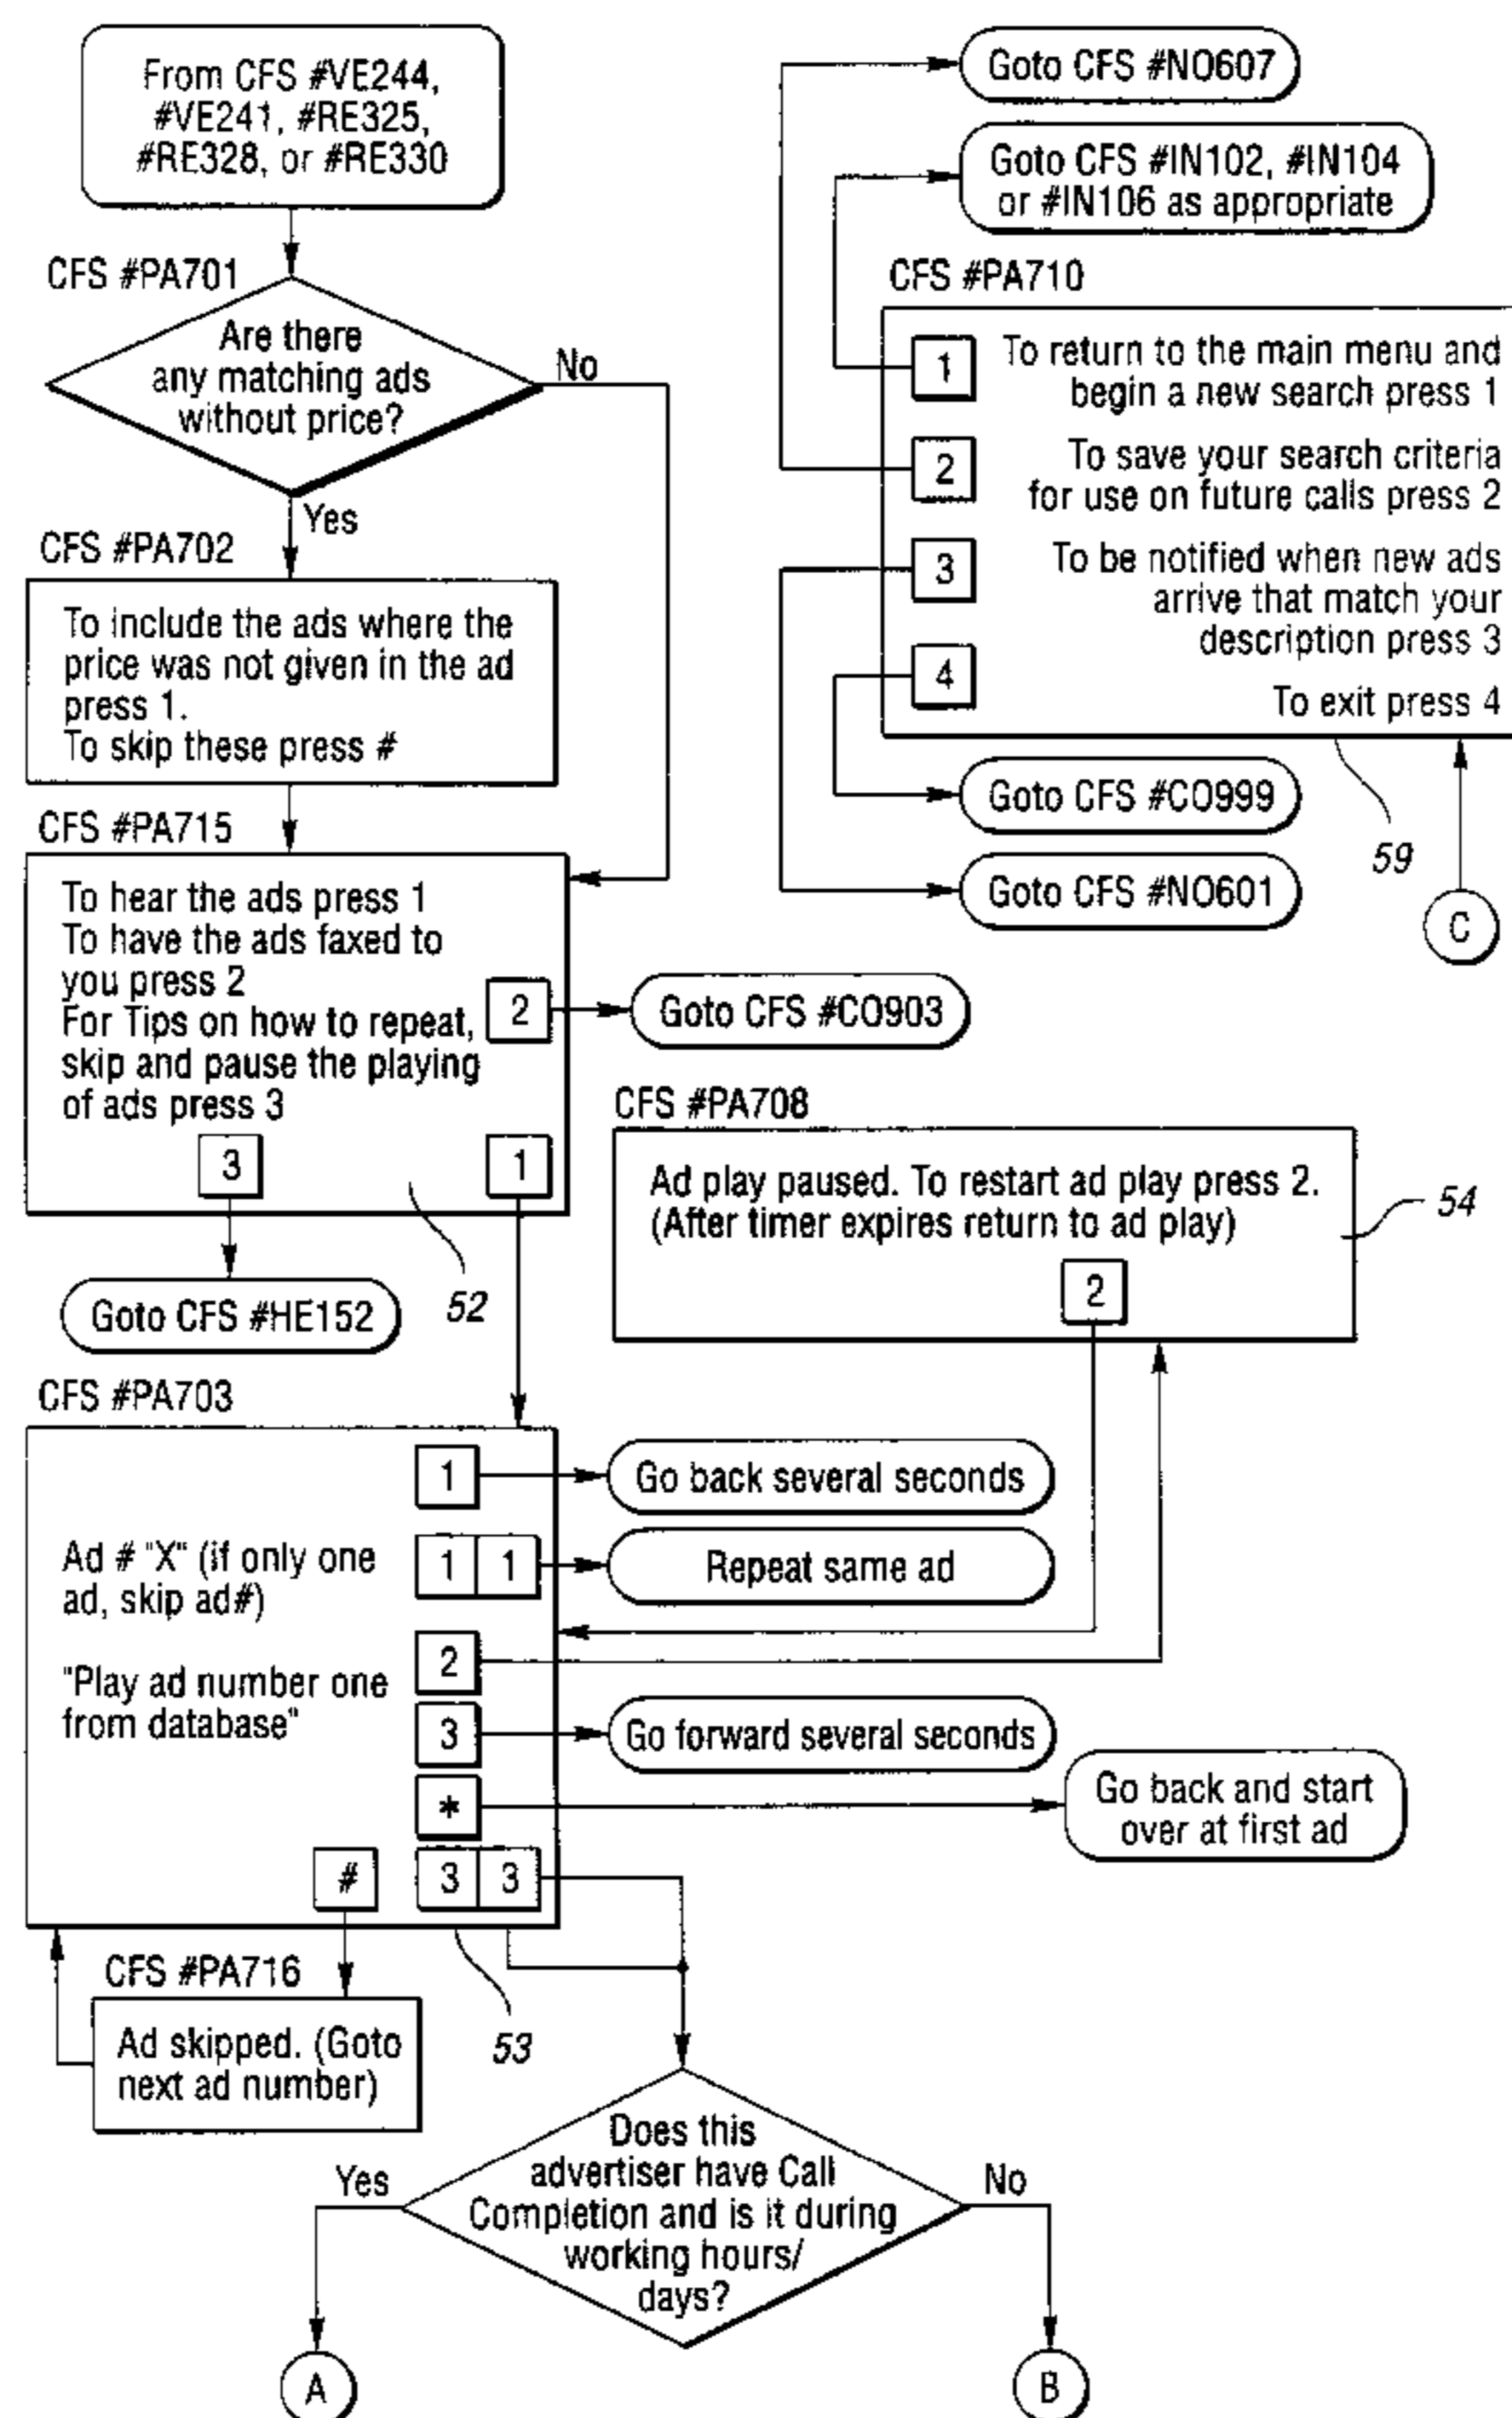 From CFS #VE244,
#VE241, #RE325,
#RE328, or #RE330
CFS #PA701
Are there
any matching ads
without price?
No
Yes
CFS #PA702
To include the ads where the
price was not given in the ad
press 1.
To skip these press #
CFS #PA715
To hear the ads press 1
To have the ads faxed to
you press 2
For Tips on how to repeat,
skip and pause the playing
of ads press 3
2
Goto CFS #CO903
3
1
52
Goto CFS #HE152
Goto CFS #NO607
Goto CFS #IN102, #IN104
or #IN106 as appropriate
CFS #PA710
1
To return to the main menu and
begin a new search press 1
2
To save your search criteria
for use on future calls press 2
3
To be notified when new ads
arrive that match your
description press 3
4
To exit press 4
Goto CFS #CO999
59
Goto CFS #NO601
C
CFS #PA708
Ad play paused. To restart ad play press 2.
(After timer expires return to ad play)
2
54
CFS #PA703
Ad # "X" (if only one
ad, skip ad#)
"Play ad number one
from database"
1
Go back several seconds
1 1
Repeat same ad
2
3
Go forward several seconds
*
Go back and start
over at first ad
#
3 3
CFS #PA716
Ad skipped. (Goto
next ad number)
53
Does this
advertiser have Call
Completion and is it during
working hours/
days?
Yes
No
A
B